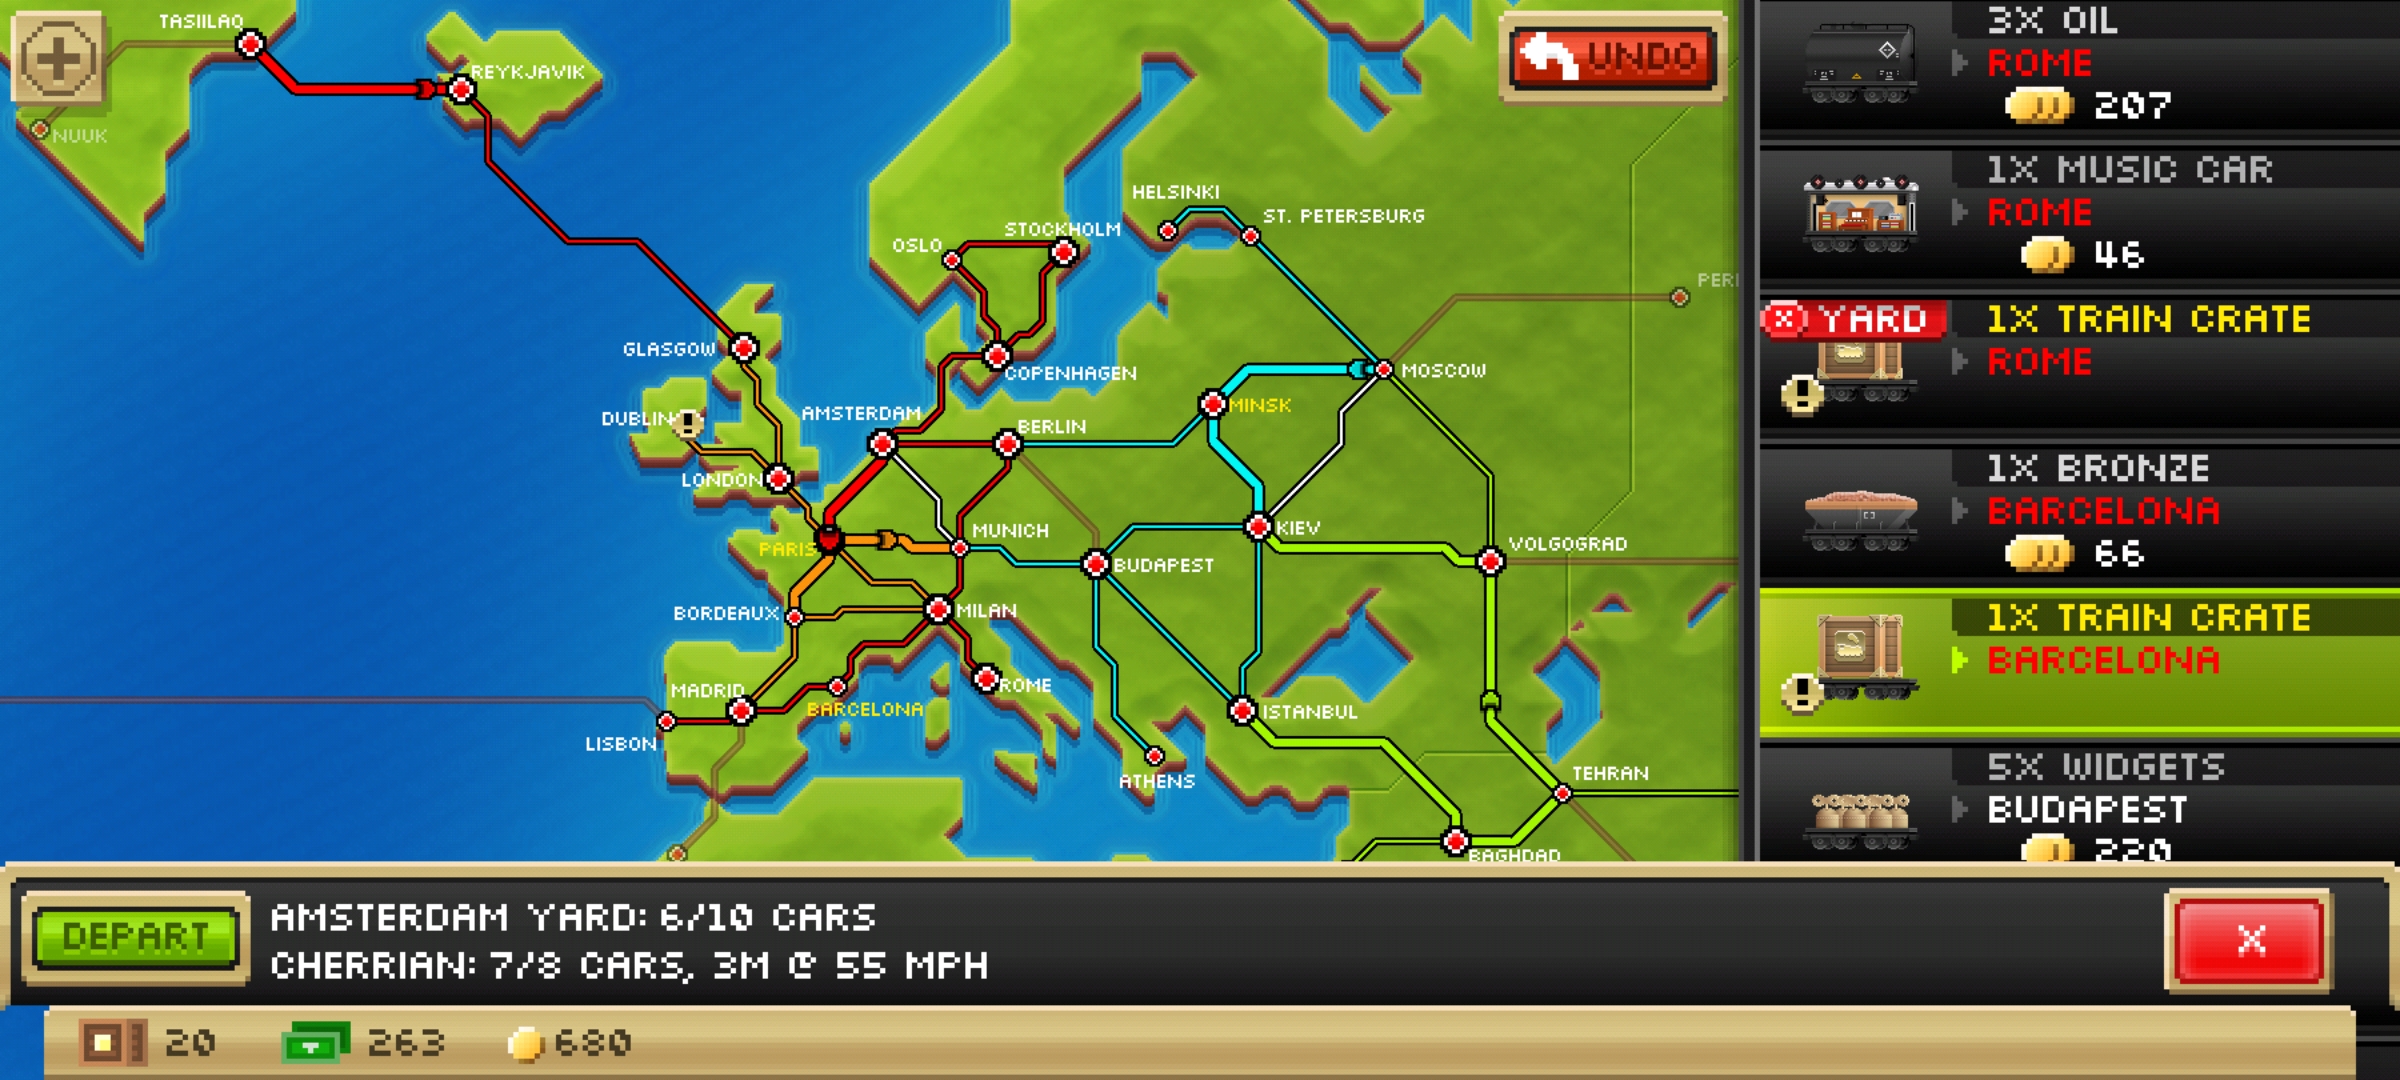 TASIILAQ
REYKJAVIK
NUUK
UNDO
HELSINKI
ST. PETERSBURG
STOCKHOLM
OSLO
GLASGOW
COPENHAGEN
MOSCOW
DUBLIN
AMSTERDAM
BERLIN
MINSK
LONDON
PARIS
MUNICH
KIEV
VOLGOGRAD
BUDAPEST
BORDEAUX
MILAN
MADRID
ROME
BARCELONA
ISTANBUL
LISBON
ATHENS
TEHRAN
BAGHDAD
3X OIL
ROME
207
1X MUSIC CAR
ROME
46
YARD
1X TRAIN CRATE
ROME
1X BRONZE
BARCELONA
66
1X TRAIN CRATE
BARCELONA
5X WIDGETS
BUDAPEST
220
DEPART
AMSTERDAM YARD: 6/10 CARS
CHERRIAN: 7/8 CARS, 3M @ 55 MPH
X
20
263
680